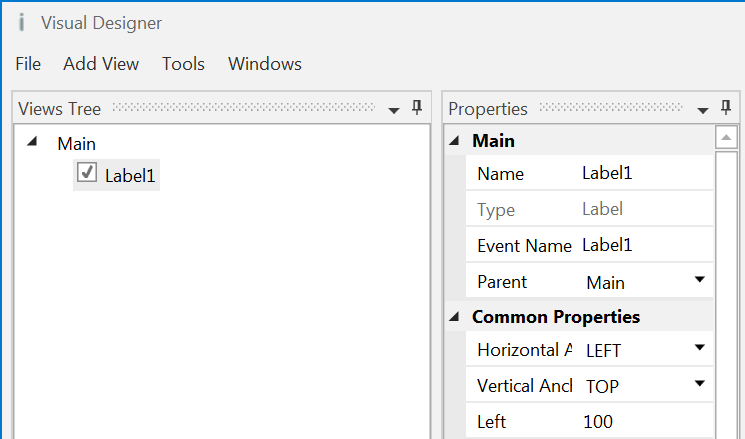 Visual Designer
File Add View Tools Windows
Views Tree
Main
Label1
Properties
Main
Name Label1
Type Label
Event Name Label1
Parent Main
Common Properties
Horizontal A LEFT
Vertical Ancl TOP
Left 100